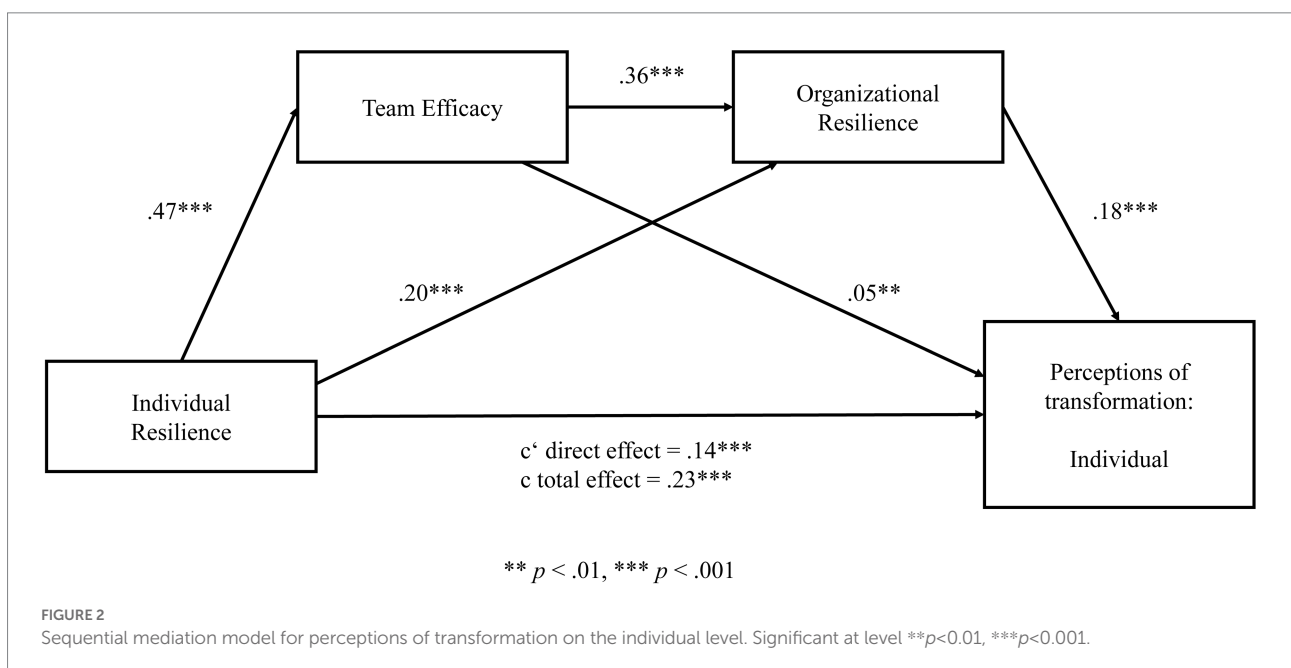 .36***
Team Efficacy
Organizational
Resilience
.47***
.18***
.20***
.05**
Individual
Resilience
Perceptions of
transformation:
Individual
c‘ direct effect = .14***
c total effect = .23***
** p < .01, *** p < .001
FIGURE 2
Sequential mediation model for perceptions of transformation on the individual level. Significant at level **p<0.01, ***p<0.001.